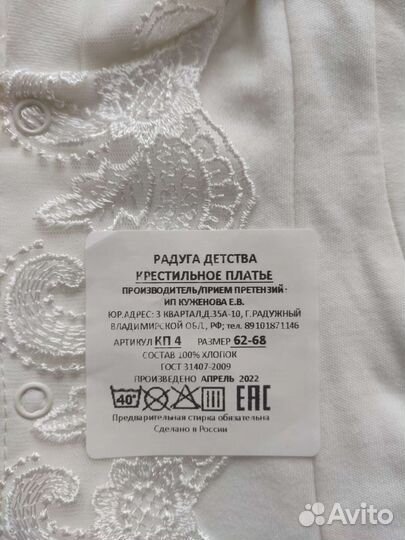 РАДУГА ДЕТСТВА
КРЕСТИЛЬНОЕ ПЛАТЬЕ
ПРОИЗВОДИТЕЛЬ/ПРИЕМ ПРЕТЕНЗИЙ-
ИП КУЖЕНОВА Е.В.
ЮР.АДРЕС: 3 КВАРТАЛ,Д.35А-10, Г.РАДУЖНЫЙ
ВЛАДИМИРСКОЙ ОБЛ., РФ; тел. 89101871146
АРТИКУЛ КП 4 РАЗМЕР 62-68
СОСТАВ 100% ХЛОПОК
ГОСТ 31407-2009
ПРОИЗВЕДЕНО АПРЕЛЬ 2022
40° EAC
Предварительная стирка обязательна
Сделано в России
Avito